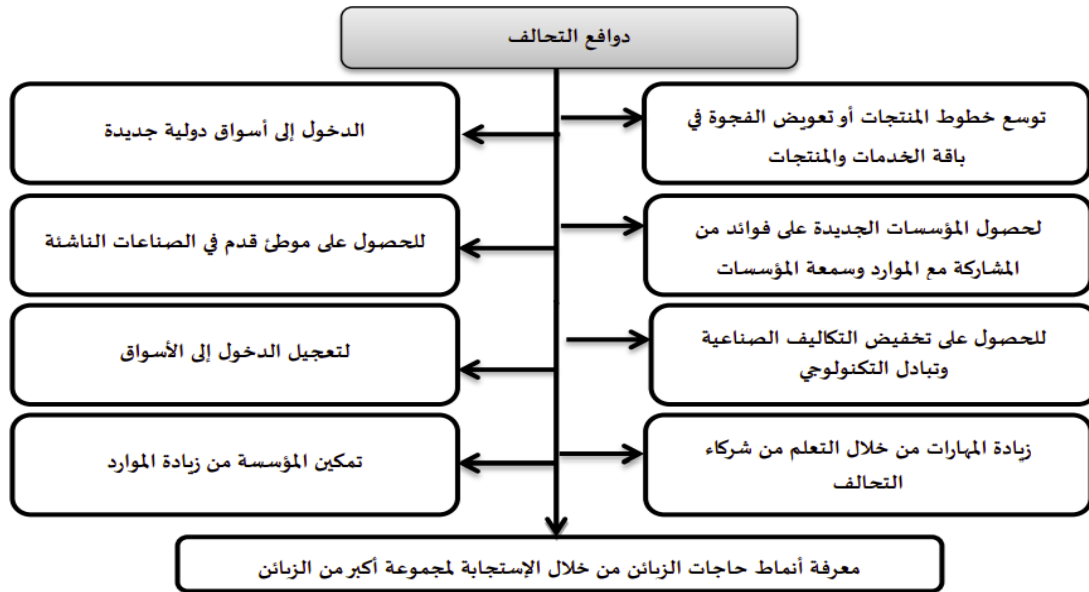 دوافع التحالف
توسع خطوط المنتجات أو تعويض الفجوة في
باقة الخدمات والمنتجات
الدخول إلى أسواق دولية جديدة
لحصول المؤسسات الجديدة على فوائد من
المشاركة مع الموارد وسمعة المؤسسات
للحصول على موطئ قدم في الصناعات الناشئة
للحصول على تخفيض التكاليف الصناعية
وتبادل التكنولوجي
لتعجيل الدخول إلى الأسواق
زيادة المهارات من خلال التعلم من شركاء
التحالف
تمكين المؤسسة من زيادة الموارد
معرفة أنماط حاجات الزبائن من خلال الإستجابة لمجموعة أكبر من الزبائن